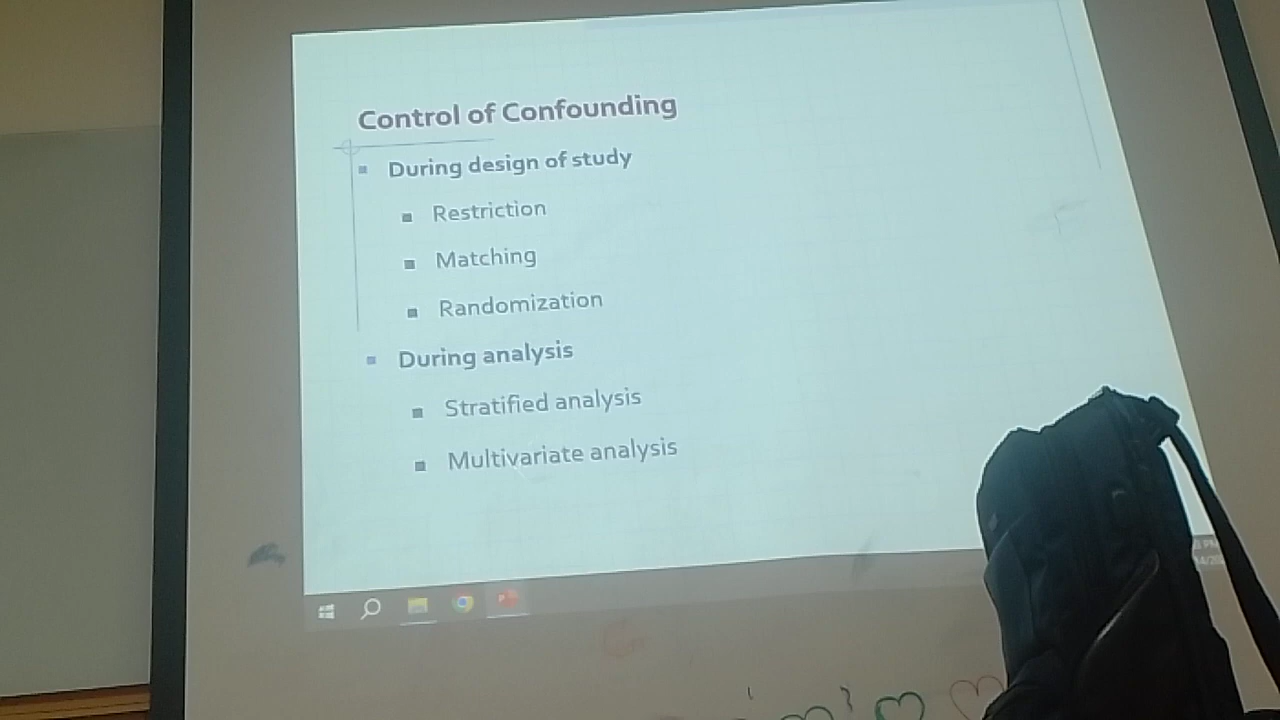 Control of Confounding
During design of study
Restriction
Matching
Randomization
During analysis
Stratified analysis
Multivariate analysis